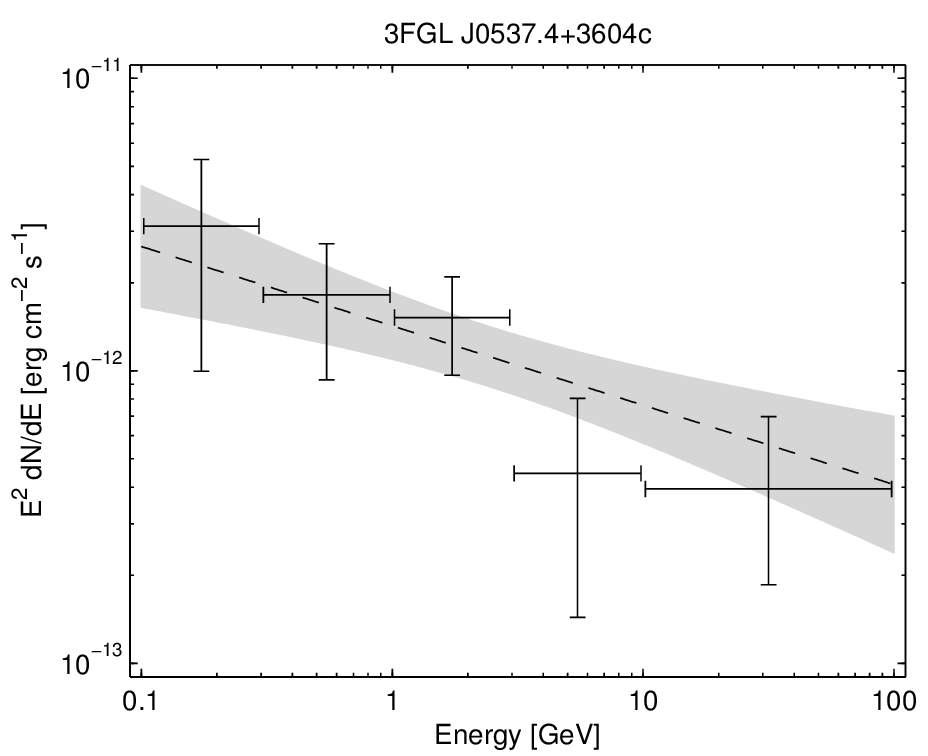 3FGL J0537.4+3604c
10⁻¹¹
10⁻¹²
10⁻¹³
E² dN/dE [erg cm⁻² s⁻¹]
0.1 1 10 100
Energy [GeV]